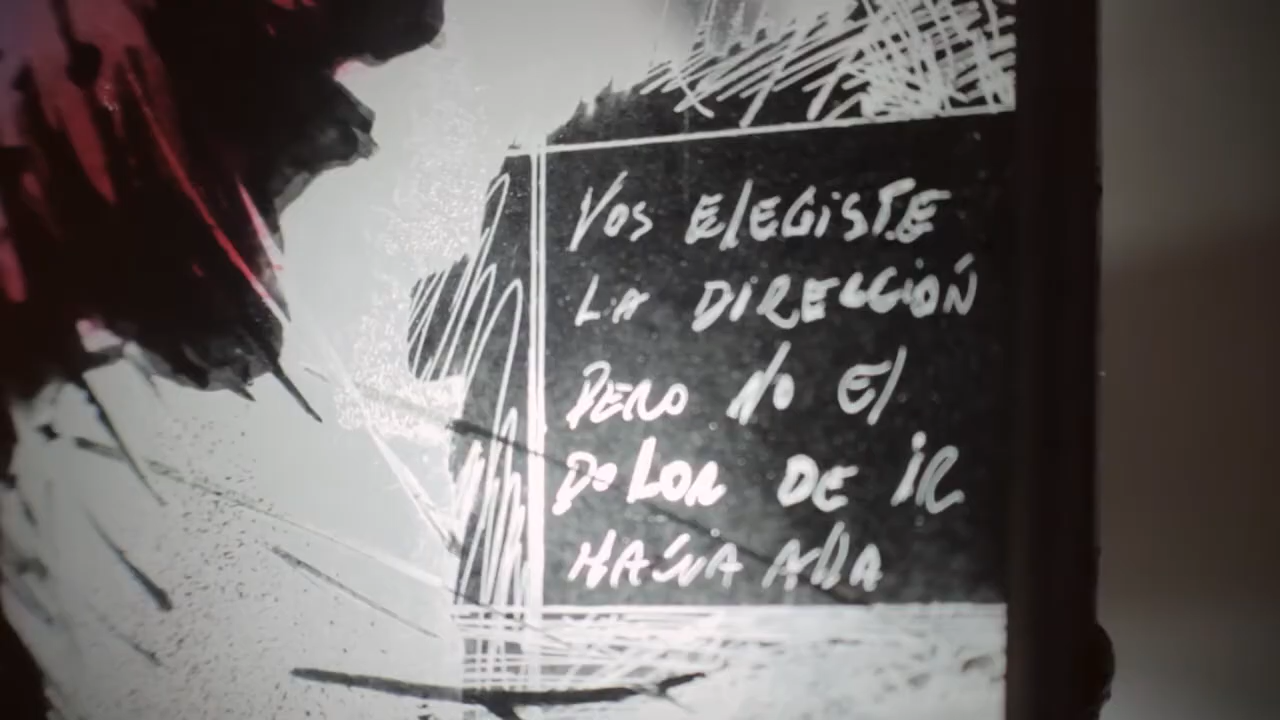 VOS ElEGiSTE
LA DiRECCiÓN
PERO No El
DoLOR DE iR
HACiA AllA